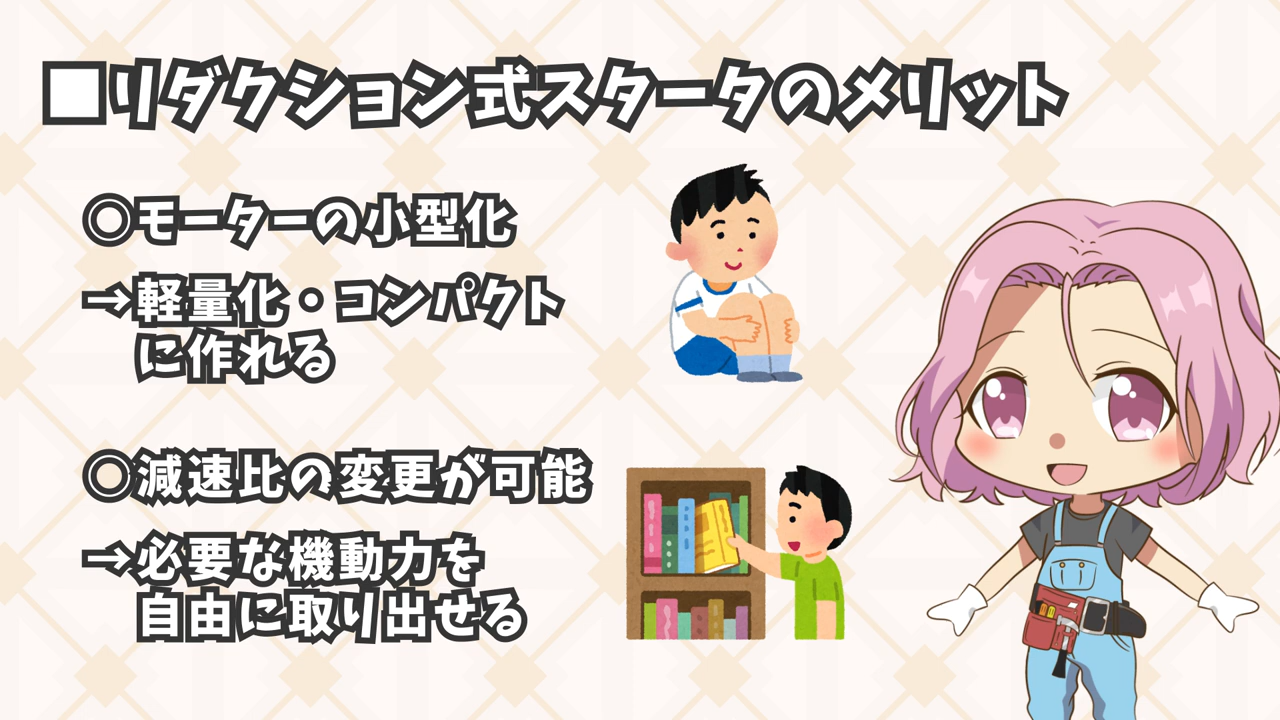 ■リダクション式スタータのメリット
○モーターの小型化
→軽量化・コンパクト
に作れる
○減速比の変更が可能
→必要な機動力を
自由に取り出せる